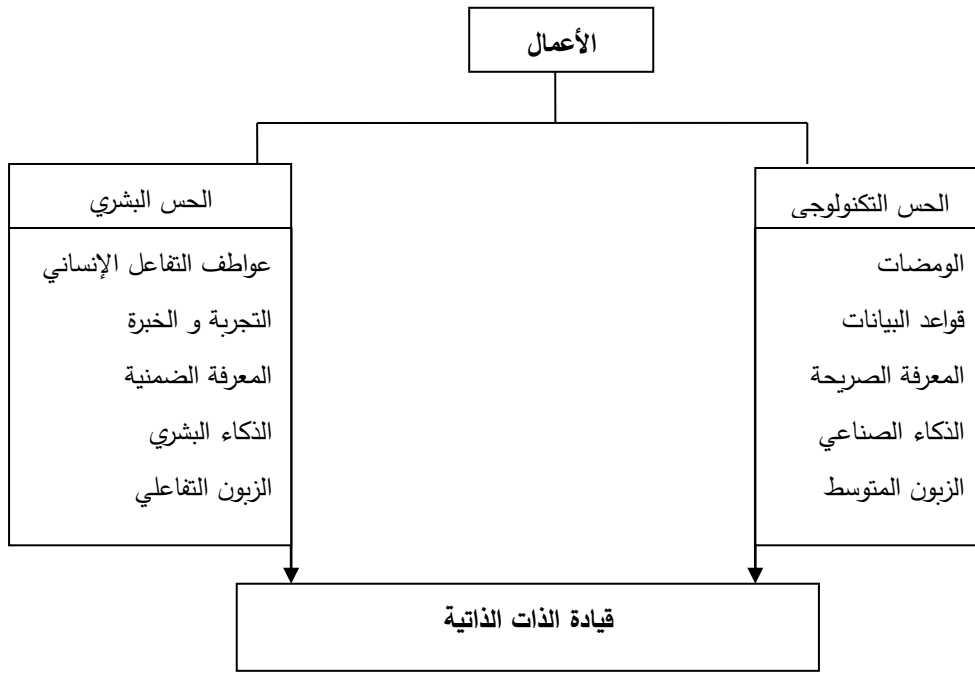 الأعمال
الحس التكنولوجي
الومضات
قواعد البيانات
المعرفة الصريحة
الذكاء الصناعي
الزبون المتوسط
الحس البشري
عواطف التفاعل الإنساني
التجربة و الخبرة
المعرفة الضمنية
الذكاء البشري
الزبون التفاعلي
قيادة الذات الذاتية